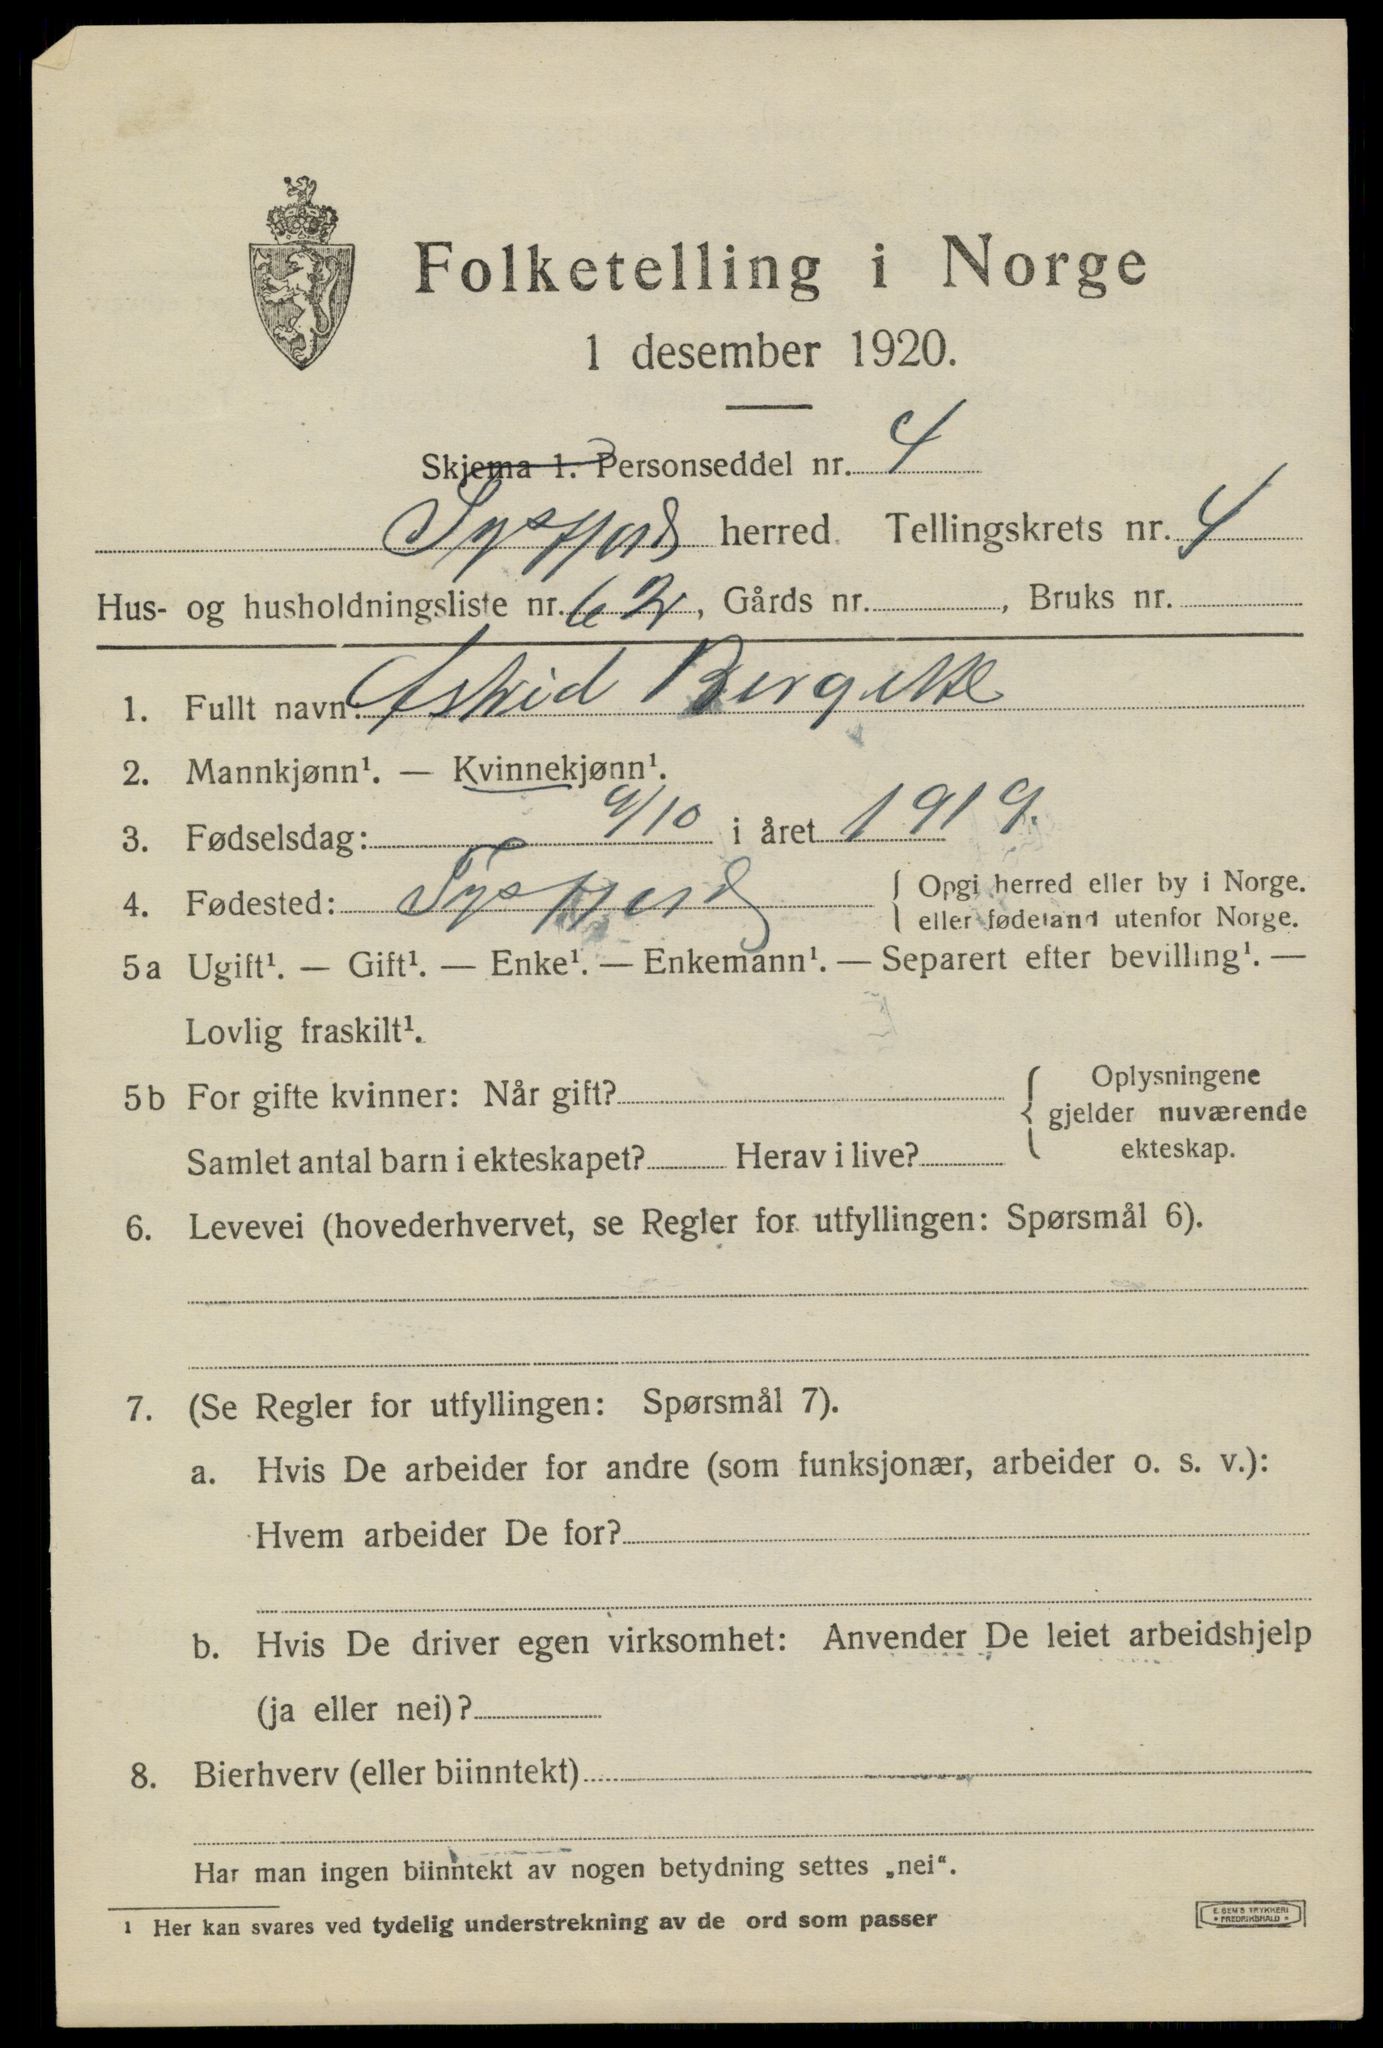 Folketelling i Norge
1 desember 1920.
Skjema 1. Personseddel nr. 4
Tysfjord herred. Tellingskrets nr. 4
Hus- og husholdningsliste nr. 62, Gårds nr. , Bruks nr.
1. Fullt navn: Astrid Bergitte
2. Mannkjønn¹. — Kvinnekjønn¹.
3. Fødselsdag: 9/10 i året 1919.
4. Fødested: Tysfjord { Opgi herred eller by i Norge.
eller fødeland utenfor Norge.
5a Ugift¹. — Gift¹. — Enke¹. — Enkemann¹. — Separert efter bevilling¹. —
Lovlig fraskilt¹.
5b For gifte kvinner: Når gift? { Oplysningene
gjelder nuværende
ekteskap.
Samlet antal barn i ekteskapet? Herav i live?
6. Levevei (hovederhvervet, se Regler for utfyllingen: Spørsmål 6).
7. (Se Regler for utfyllingen: Spørsmål 7).
a. Hvis De arbeider for andre (som funksjonær, arbeider o. s. v.):
Hvem arbeider De for?
b. Hvis De driver egen virksomhet: Anvender De leiet arbeidshjelp
(ja eller nei)?
8. Bierhverv (eller biinntekt)
Har man ingen biinntekt av nogen betydning settes „nei“.
¹ Her kan svares ved tydelig understrekning av de ord som passer
E. SEM'S TRYKKERI
* FREDRIKSHALD *